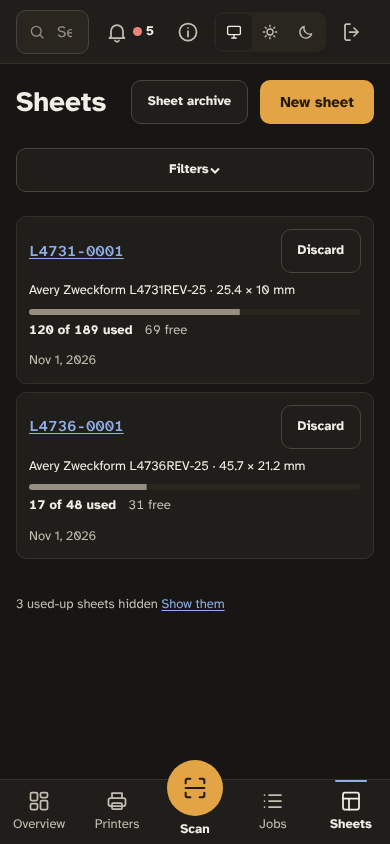 Se
5
Sheets
Sheet archive
New sheet
Filters
L4731-0001
Discard
Avery Zweckform L4731REV-25 · 25.4 × 10 mm
120 of 189 used 69 free
Nov 1, 2026
L4736-0001
Discard
Avery Zweckform L4736REV-25 · 45.7 × 21.2 mm
17 of 48 used 31 free
Nov 1, 2026
3 used-up sheets hidden Show them
Overview
Printers
Scan
Jobs
Sheets